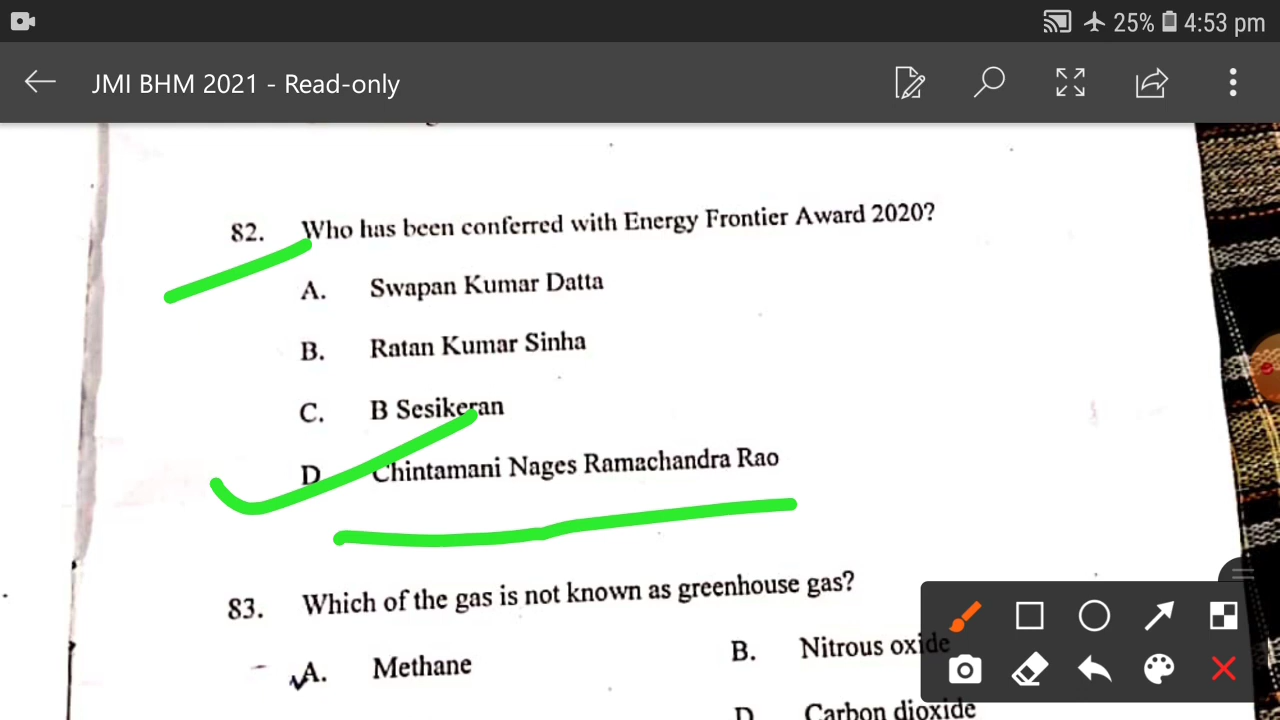 25% 4:53 pm
JMI BHM 2021 - Read-only
82. Who has been conferred with Energy Frontier Award 2020?
A. Swapan Kumar Datta
B. Ratan Kumar Sinha
C. B Sesikeran
D Chintamani Nages Ramachandra Rao
83. Which of the gas is not known as greenhouse gas?
A. Methane
B. Nitrous oxide
D Carbon dioxide